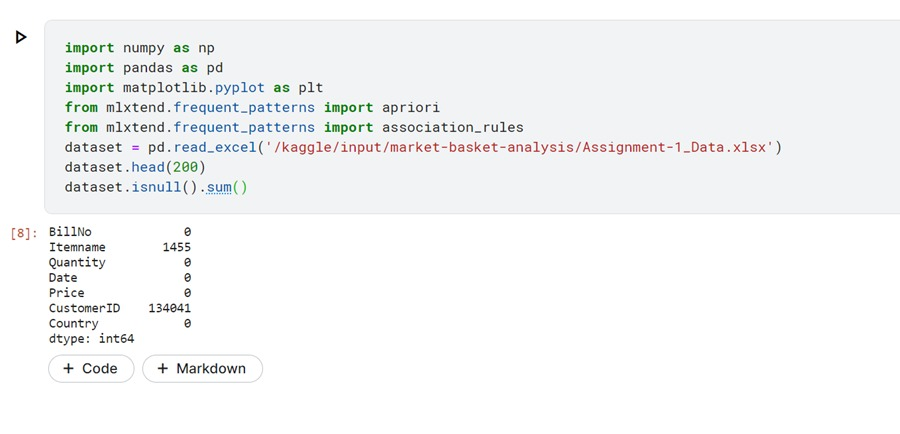 import numpy as np
import pandas as pd
import matplotlib.pyplot as plt
from mlxtend.frequent_patterns import apriori
from mlxtend.frequent_patterns import association_rules
dataset = pd.read_excel('/kaggle/input/market-basket-analysis/Assignment-1_Data.xlsx')
dataset.head(200)
dataset.isnull().sum()
[8]:
BillNo 0
Itemname 1455
Quantity 0
Date 0
Price 0
CustomerID 134041
Country 0
dtype: int64
+ Code + Markdown